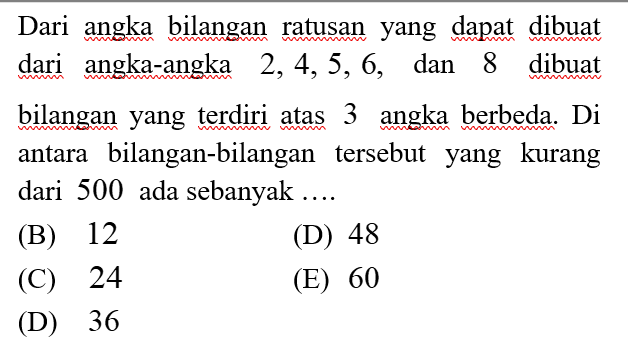 Dari angka bilangan ratusan yang dapat dibuat
dari angka-angka 2, 4, 5, 6, dan 8 dibuat
bilangan yang terdiri atas 3 angka berbeda. Di
antara bilangan-bilangan tersebut yang kurang
dari 500 ada sebanyak ….
(B) 12 (D) 48
(C) 24 (E) 60
(D) 36